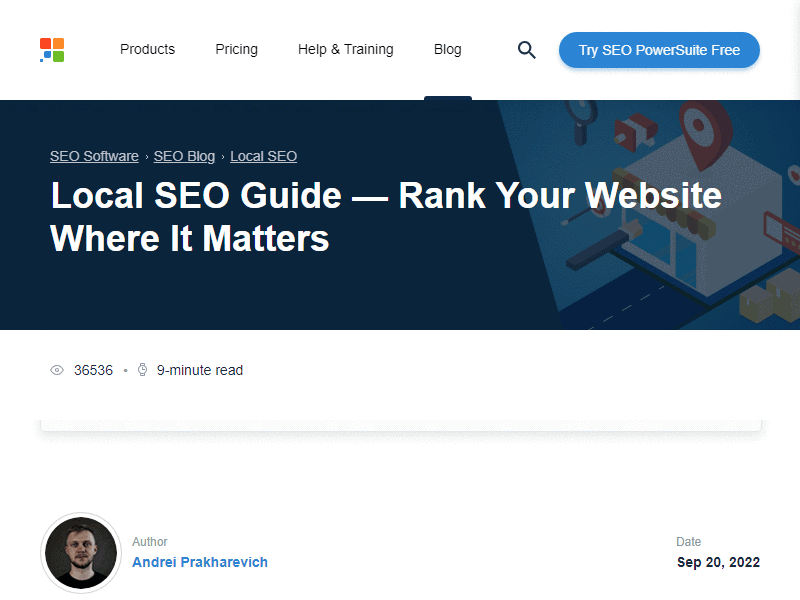 Products Pricing Help & Training Blog Try SEO PowerSuite Free
SEO Software › SEO Blog › Local SEO
Local SEO Guide — Rank Your Website
Where It Matters
36536 • 9-minute read
Author
Andrei Prakharevich
Date
Sep 20, 2022